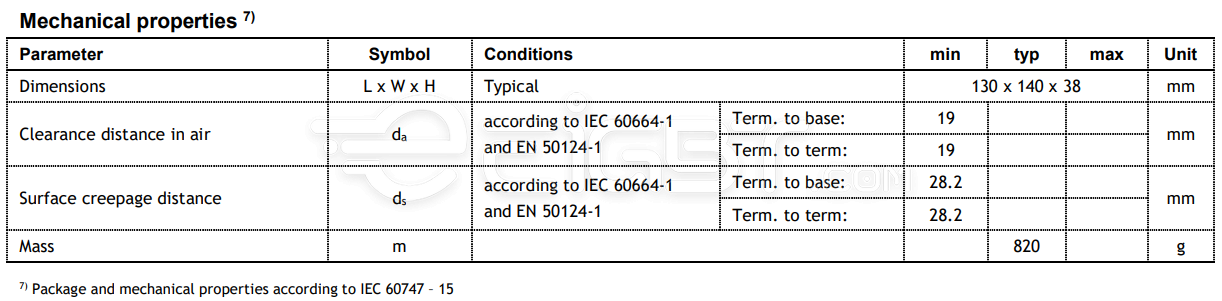 Mechanical properties 7)
Parameter Symbol Conditions min typ max Unit
Dimensions L x W x H Typical 130 x 140 x 38 mm
Clearance distance in air da according to IEC 60664-1 and EN 50124-1 Term. to base: 19 mm
Term. to term: 19
Surface creepage distance ds according to IEC 60664-1 and EN 50124-1 Term. to base: 28.2 mm
Term. to term: 28.2
Mass m 820 g
7) Package and mechanical properties according to IEC 60747 – 15